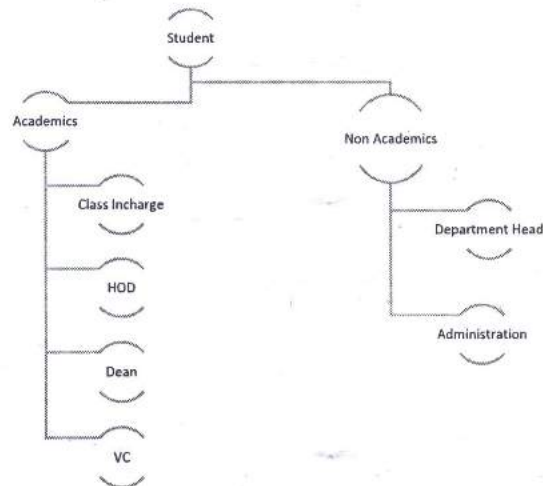 Student
Academics
Non Academics
Class Incharge
Department Head
HOD
Administration
Dean
VC